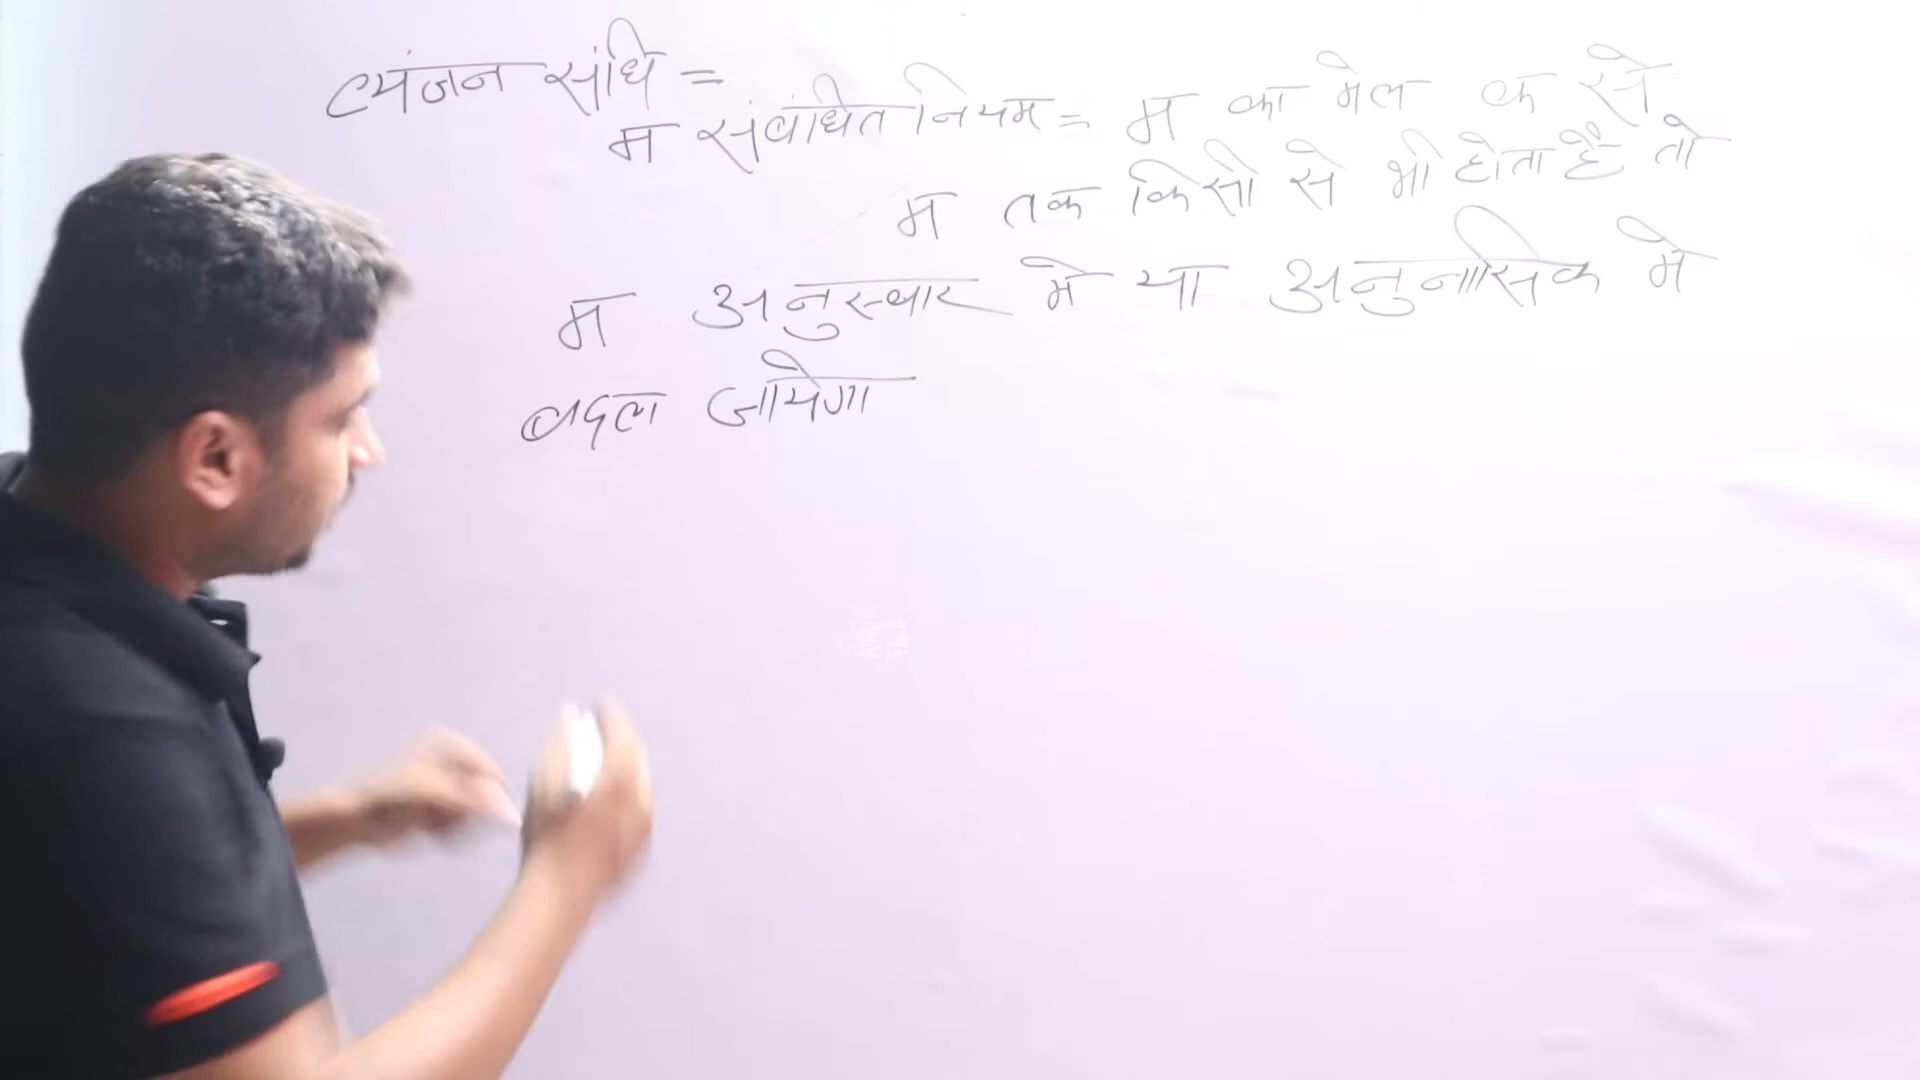 व्यंजन संधि =
म संबंधित नियम = म का मेल क से
म तक किसी से भी होता है तो
म अनुस्वार मे या अनुनासिक मे
बदल जायेगा